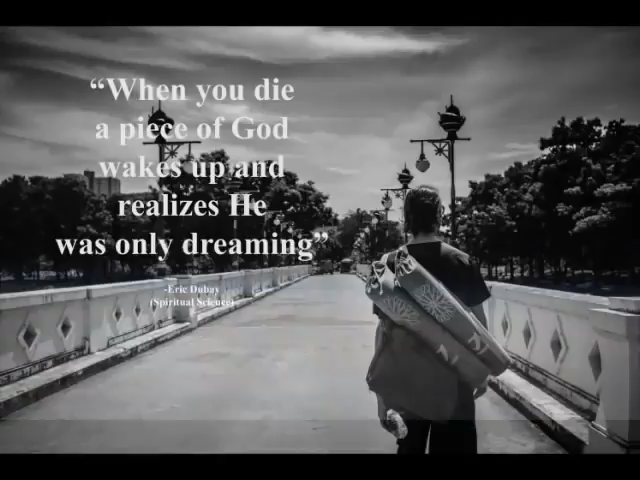 “When you die
a piece of God
wakes up and
realizes He
was only dreaming”
-Eric Dubay
(Spiritual Science)